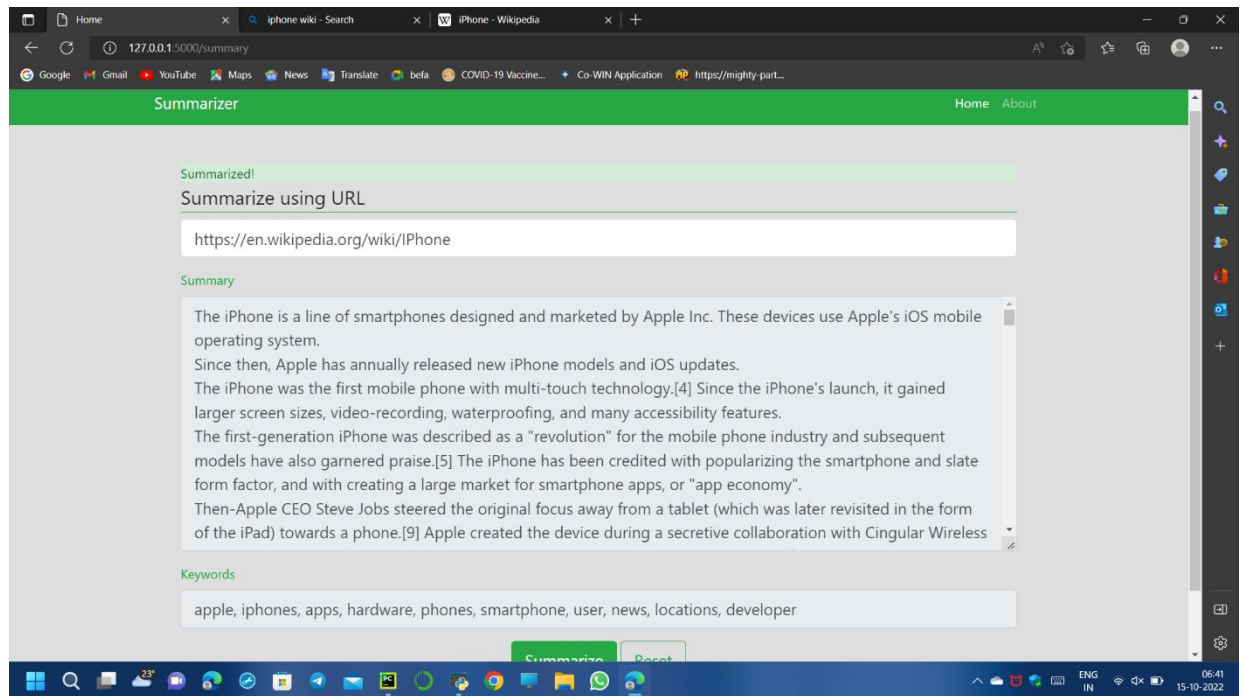 Home
iphone wiki - Search
W iPhone - Wikipedia
127.0.0.1:5000/summary
Google Gmail YouTube Maps News Translate befa COVID-19 Vaccine... Co-WIN Application https://mighty-part...
Summarizer
Home About
Summarized!
Summarize using URL
https://en.wikipedia.org/wiki/IPhone
Summary
The iPhone is a line of smartphones designed and marketed by Apple Inc. These devices use Apple's iOS mobile
operating system.
Since then, Apple has annually released new iPhone models and iOS updates.
The iPhone was the first mobile phone with multi-touch technology.[4] Since the iPhone's launch, it gained
larger screen sizes, video-recording, waterproofing, and many accessibility features.
The first-generation iPhone was described as a "revolution" for the mobile phone industry and subsequent
models have also garnered praise.[5] The iPhone has been credited with popularizing the smartphone and slate
form factor, and with creating a large market for smartphone apps, or "app economy".
Then-Apple CEO Steve Jobs steered the original focus away from a tablet (which was later revisited in the form
of the iPad) towards a phone.[9] Apple created the device during a secretive collaboration with Cingular Wireless
Keywords
apple, iphones, apps, hardware, phones, smartphone, user, news, locations, developer
Summarize Reset
23°
ENG
IN
06:41
15-10-2022